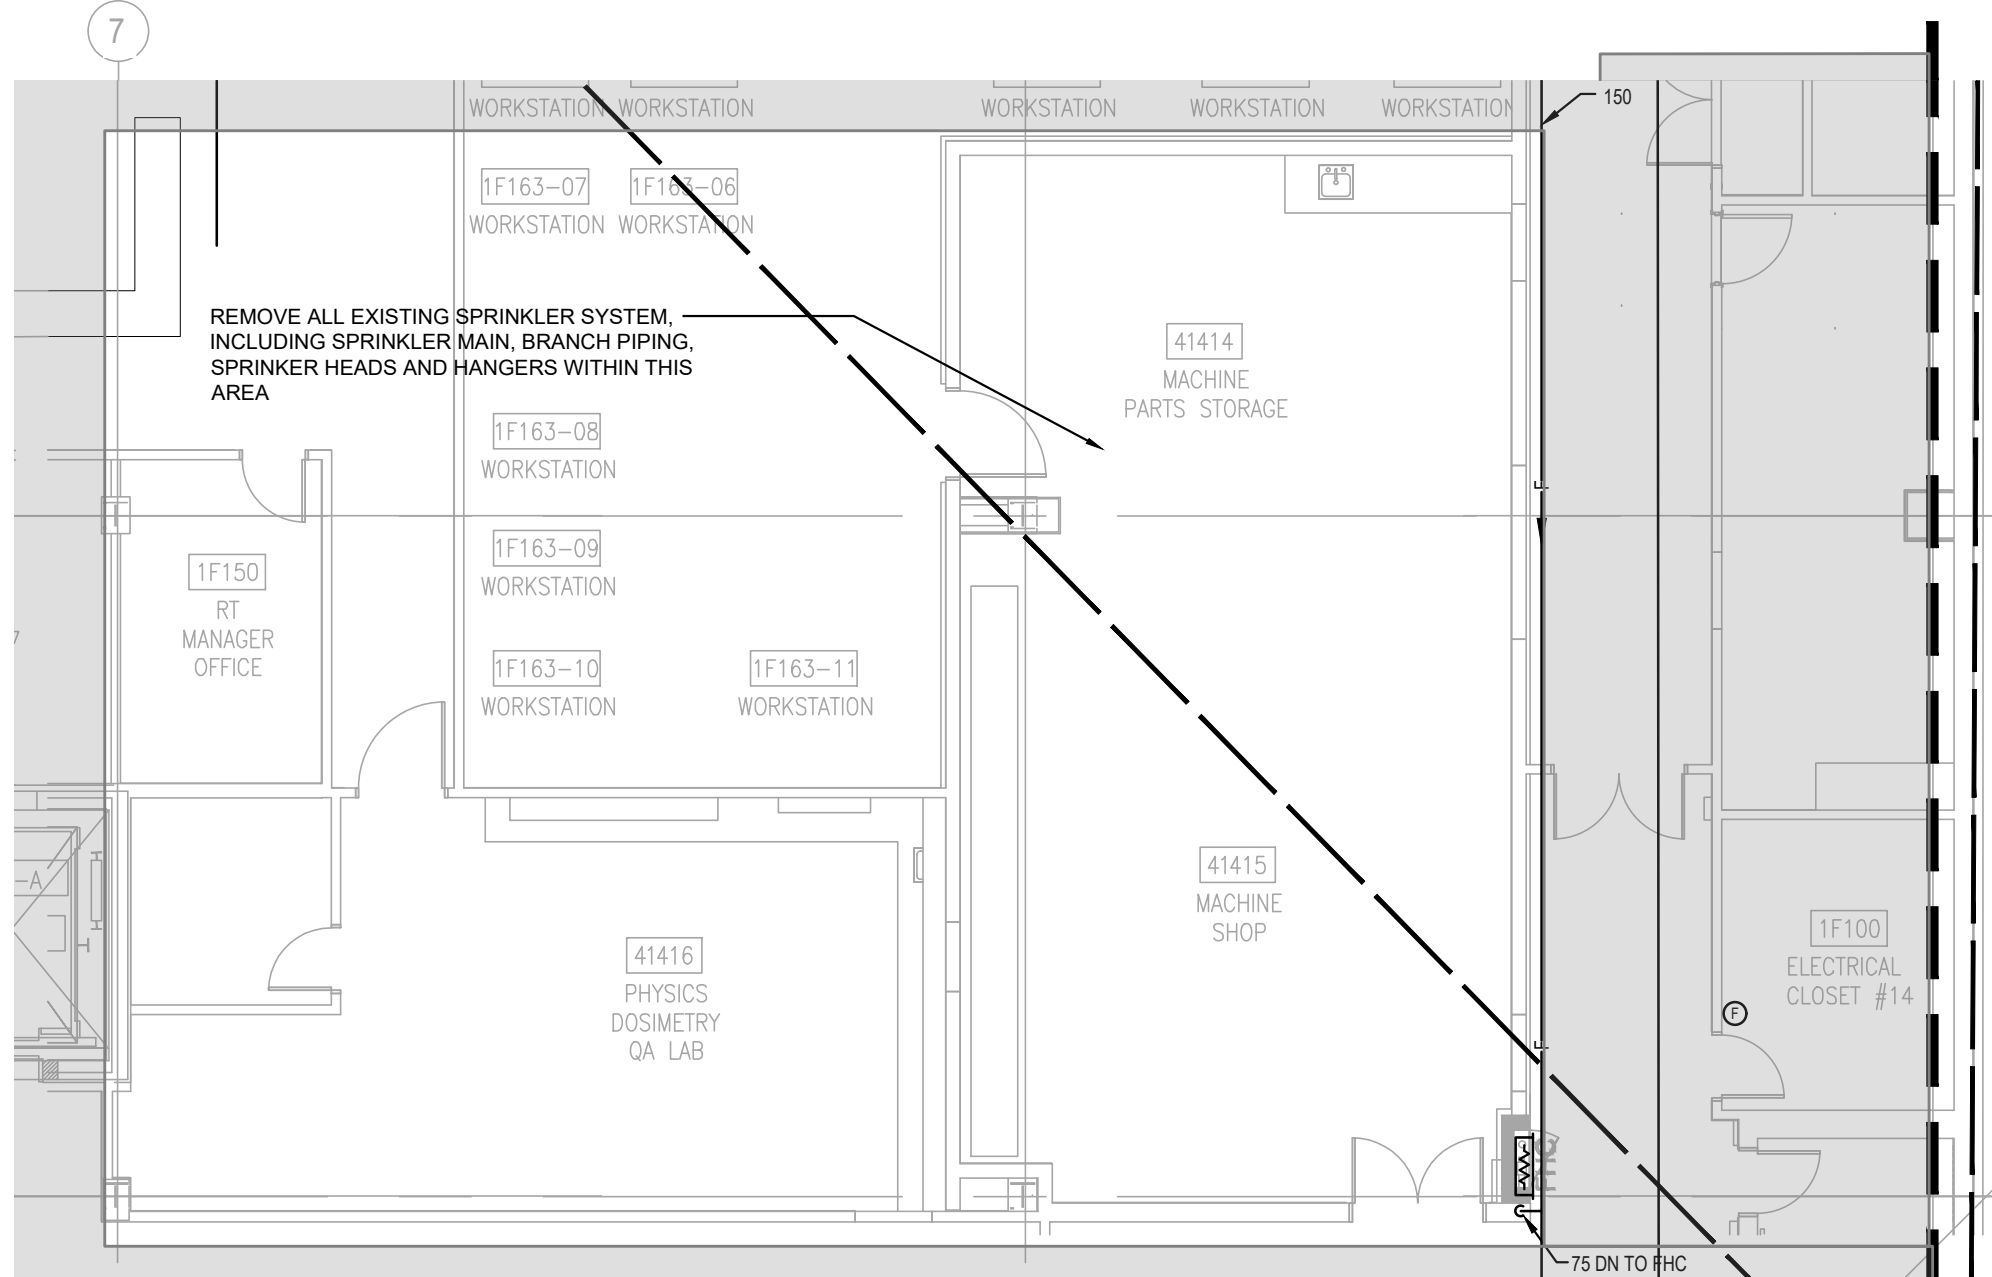 7
WORKSTATION WORKSTATION WORKSTATION WORKSTATION WORKSTATION
150
1F163-07 1F163-06
WORKSTATION WORKSTATION
REMOVE ALL EXISTING SPRINKLER SYSTEM,
INCLUDING SPRINKLER MAIN, BRANCH PIPING,
SPRINKER HEADS AND HANGERS WITHIN THIS
AREA
41414
MACHINE
PARTS STORAGE
1F163-08
WORKSTATION
1F163-09
WORKSTATION
1F150
RT
MANAGER
OFFICE
7
1F163-10 1F163-11
WORKSTATION WORKSTATION
41415
MACHINE
SHOP
-A
41416
PHYSICS
DOSIMETRY
QA LAB
1F100
ELECTRICAL
CLOSET #14
F
FHC
75 DN TO FHC